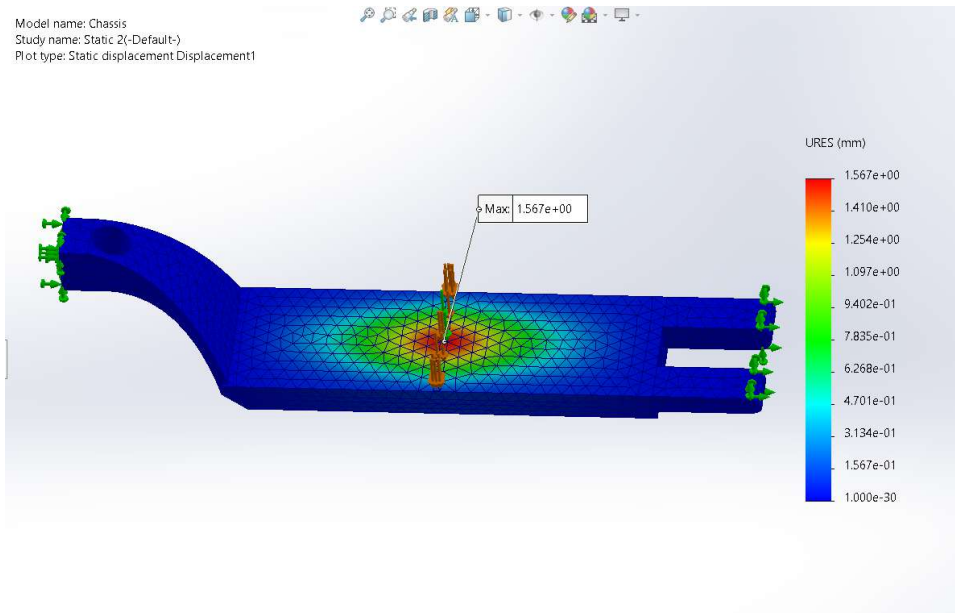 Model name: Chassis
Study name: Static 2(-Default-)
Plot type: Static displacement Displacement1
URES (mm)
1.567e+00
Max: 1.567e+00
1.410e+00
1.254e+00
1.097e+00
9.402e-01
7.835e-01
6.268e-01
4.701e-01
3.134e-01
1.567e-01
1.000e-30